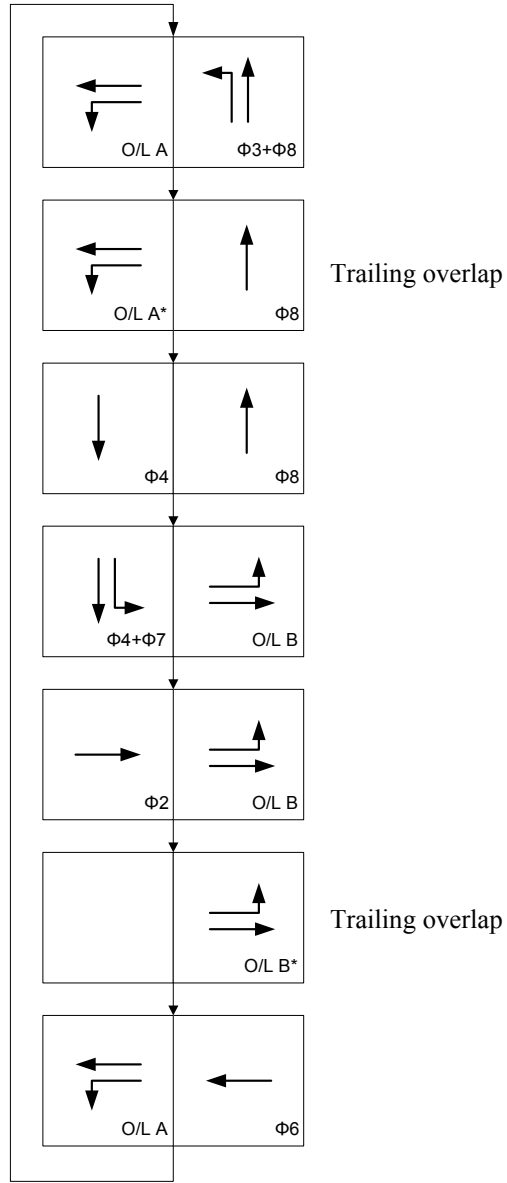 O/L A Φ3+Φ8
O/L A* Φ8
Trailing overlap
Φ4 Φ8
Φ4+Φ7 O/L B
Φ2 O/L B
O/L B*
Trailing overlap
O/L A Φ6